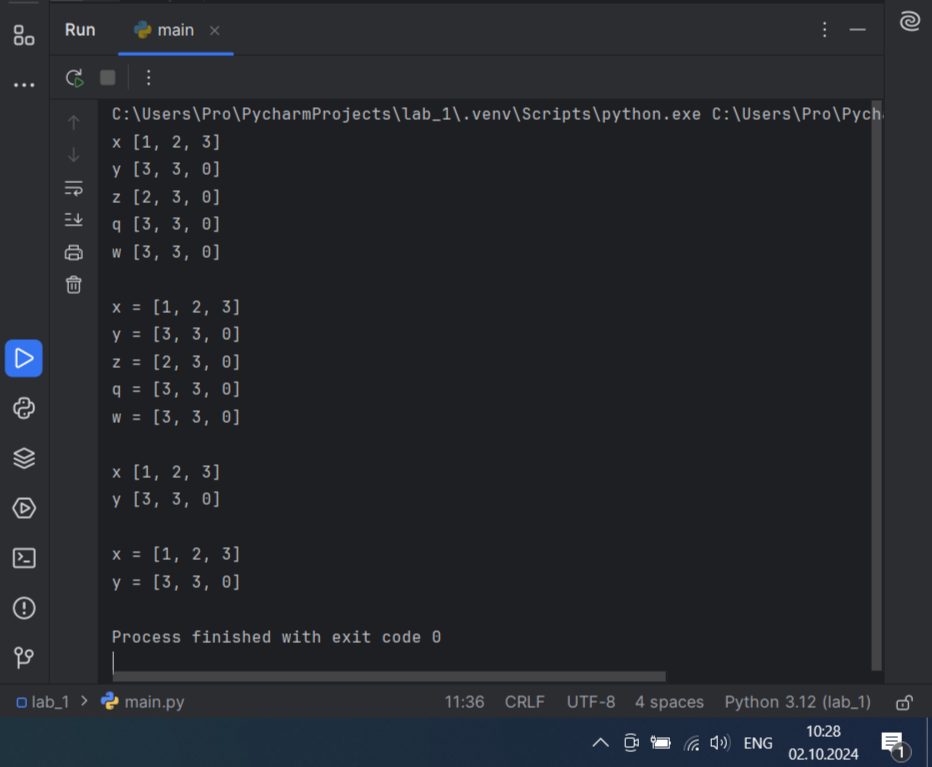 Run main
C:\Users\Pro\PycharmProjects\lab_1\.venv\Scripts\python.exe C:\Users\Pro\Pych
x [1, 2, 3]
y [3, 3, 0]
z [2, 3, 0]
q [3, 3, 0]
w [3, 3, 0]
x = [1, 2, 3]
y = [3, 3, 0]
z = [2, 3, 0]
q = [3, 3, 0]
w = [3, 3, 0]
x [1, 2, 3]
y [3, 3, 0]
x = [1, 2, 3]
y = [3, 3, 0]
Process finished with exit code 0
lab_1 > main.py 11:36 CRLF UTF-8 4 spaces Python 3.12 (lab_1)
ENG 10:28
02.10.2024 1